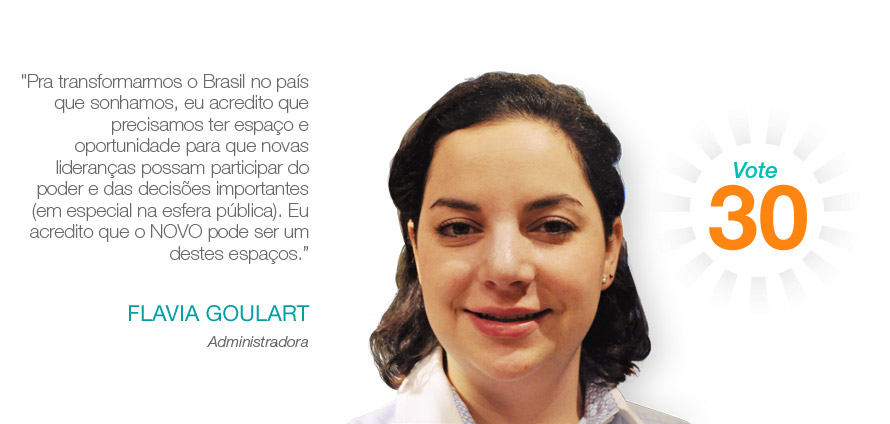 "Pra transformarmos o Brasil no país
que sonhamos, eu acredito que
precisamos ter espaço e
oportunidade para que novas
lideranças possam participar do
poder e das decisões importantes
(em especial na esfera pública). Eu
acredito que o NOVO pode ser um
destes espaços.”
FLAVIA GOULART
Administradora
Vote
30